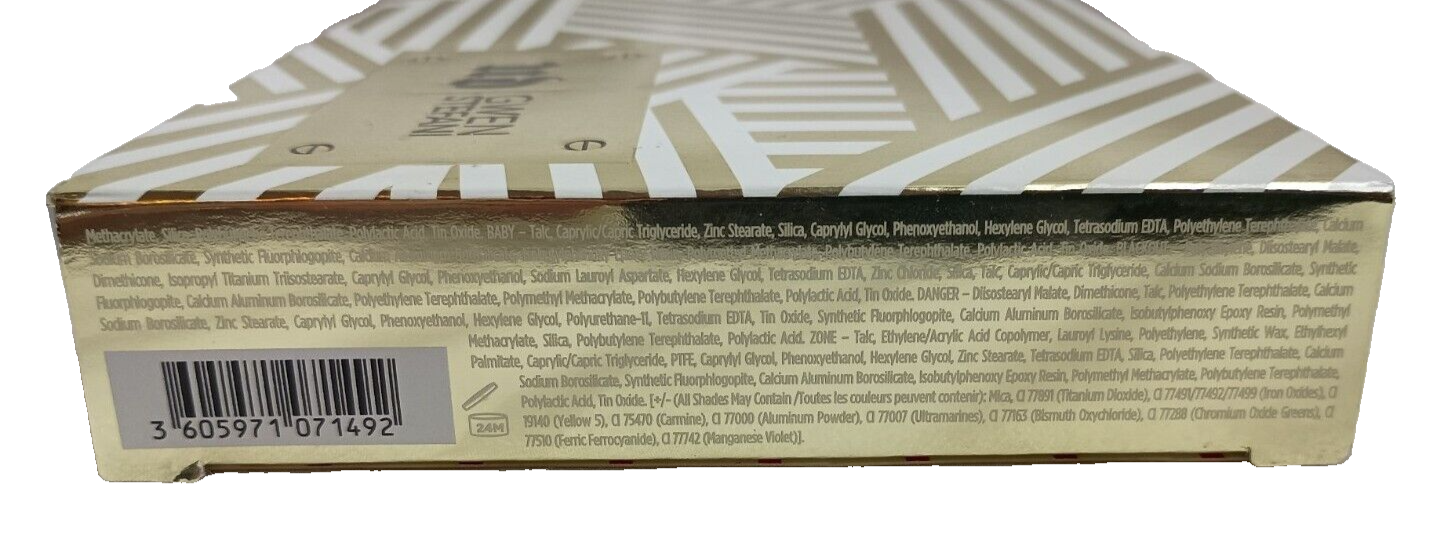 UD
GWEN
STEFANI
Methacrylate, Silica, Polybutylene Terephthalate, Polylactic Acid, Tin Oxide. BABY – Talc, Caprylic/Capric Triglyceride, Zinc Stearate, Silica, Caprylyl Glycol, Phenoxyethanol, Hexylene Glycol, Tetrasodium EDTA, Polyethylene Terephthalate, Calcium
Sodium Borosilicate, Synthetic Fluorphlogopite, Calcium Polybutylene Terephthalate, Polylactic Acid, Tin Oxide. Diisostearyl Malate,
Dimethicone, Isopropyl Titanium Triisostearate, Caprylyl Glycol, Phenoxyethanol, Sodium Lauroyl Aspartate, Hexylene Glycol, Tetrasodium EDTA, Zinc Chloride, Silica, Talc, Caprylic/Capric Triglyceride, Calcium Sodium Borosilicate, Synthetic
Fluorphlogopite, Calcium Aluminum Borosilicate, Polyethylene Terephthalate, Polymethyl Methacrylate, Polybutylene Terephthalate, Polylactic Acid, Tin Oxide. DANGER – Diisostearyl Malate, Dimethicone, Talc, Polyethylene Terephthalate, Calcium
Sodium Borosilicate, Zinc Stearate, Caprylyl Glycol, Phenoxyethanol, Hexylene Glycol, Polyurethane-11, Tetrasodium EDTA, Tin Oxide, Synthetic Fluorphlogopite, Calcium Aluminum Borosilicate, Isobutylphenoxy Epoxy Resin, Polymethyl
Methacrylate, Silica, Polybutylene Terephthalate, Polylactic Acid. ZONE – Talc, Ethylene/Acrylic Acid Copolymer, Lauroyl Lysine, Polyethylene, Synthetic Wax, Ethylhexyl
Palmitate, Caprylic/Capric Triglyceride, PTFE, Caprylyl Glycol, Phenoxyethanol, Hexylene Glycol, Zinc Stearate, Tetrasodium EDTA, Silica, Polyethylene Terephthalate, Calcium
Sodium Borosilicate, Synthetic Fluorphlogopite, Calcium Aluminum Borosilicate, Isobutylphenoxy Epoxy Resin, Polymethyl Methacrylate, Polybutylene Terephthalate,
Polylactic Acid, Tin Oxide. [+/– (All Shades May Contain /Toutes les couleurs peuvent contenir): Mica, CI 77891 (Titanium Dioxide), CI 77491/77492/77499 (Iron Oxides), CI
19140 (Yellow 5), CI 75470 (Carmine), CI 77000 (Aluminum Powder), CI 77007 (Ultramarines), CI 77163 (Bismuth Oxychloride), CI 77288 (Chromium Oxide Greens), CI
77510 (Ferric Ferrocyanide), CI 77742 (Manganese Violet)].
24M
3 605971 071492